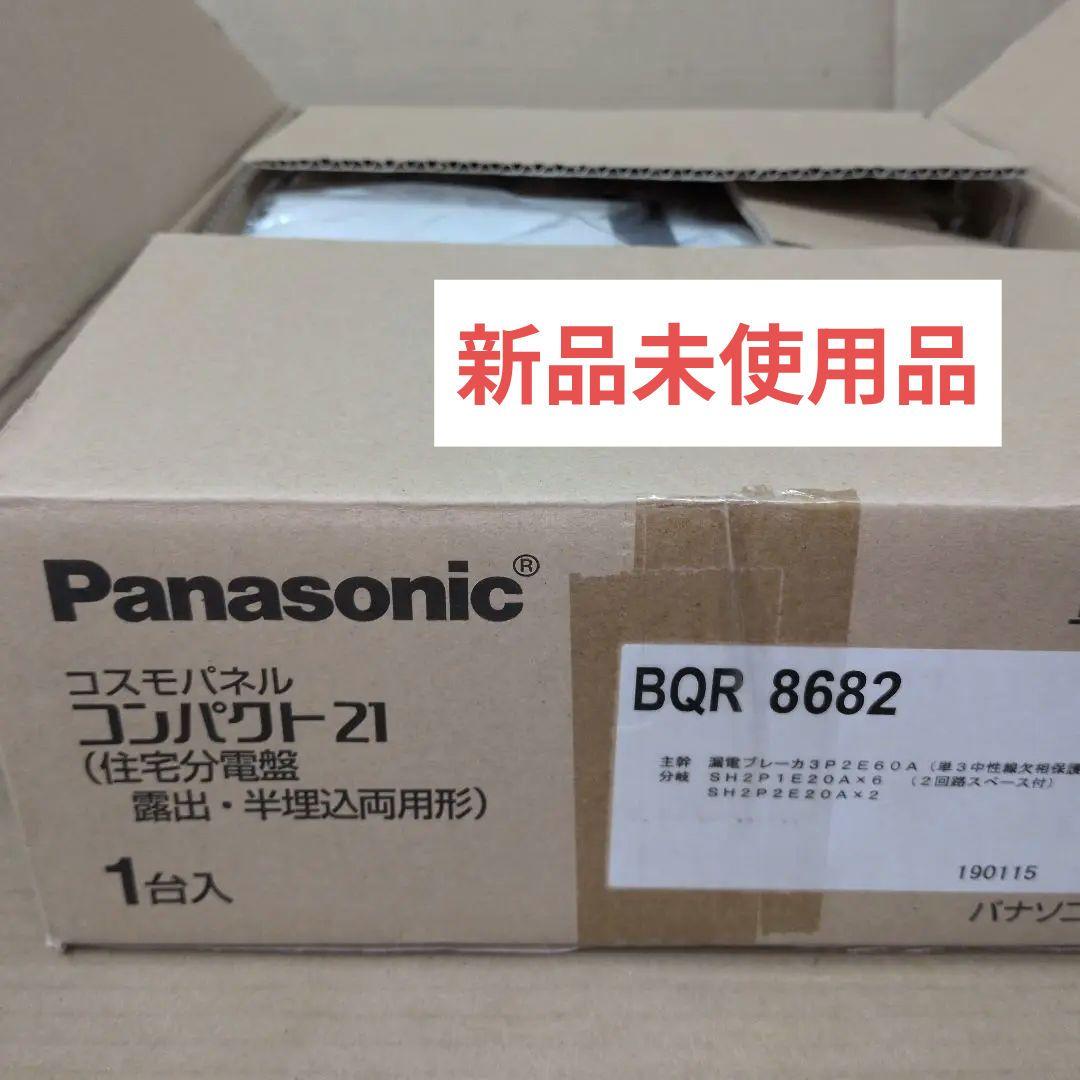 新品未使用品
Panasonic®
コスモパネル
コンパクト21
(住宅分電盤
露出・半埋込両用形)
1台入
BQR 8682
主幹 漏電ブレーカ3P2E60A (単3中性線欠相保護
分岐 SH2P1E20A×6 (2回路スペース付)
SH2P2E20A×2
190115
パナソニ